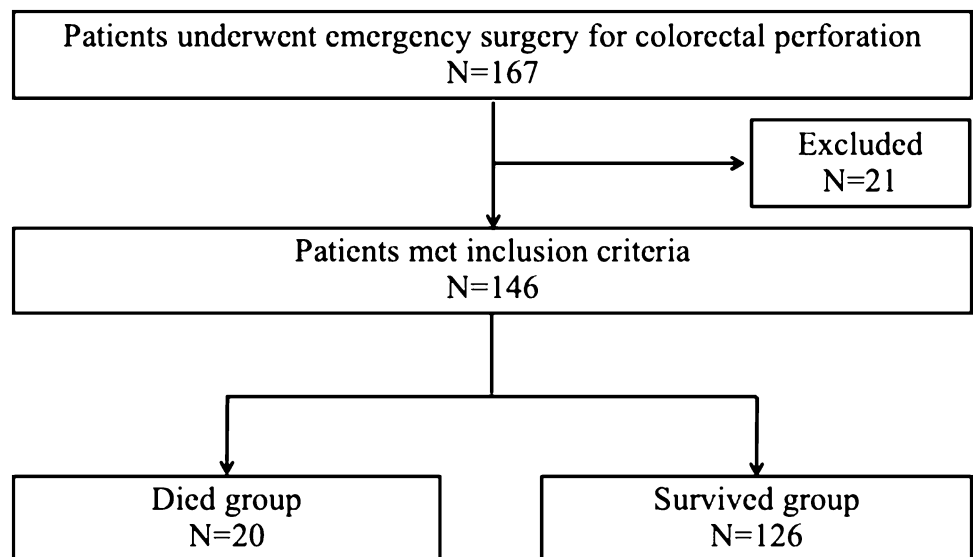 Patients underwent emergency surgery for colorectal perforation
N=167
Excluded
N=21
Patients met inclusion criteria
N=146
Died group
N=20
Survived group
N=126